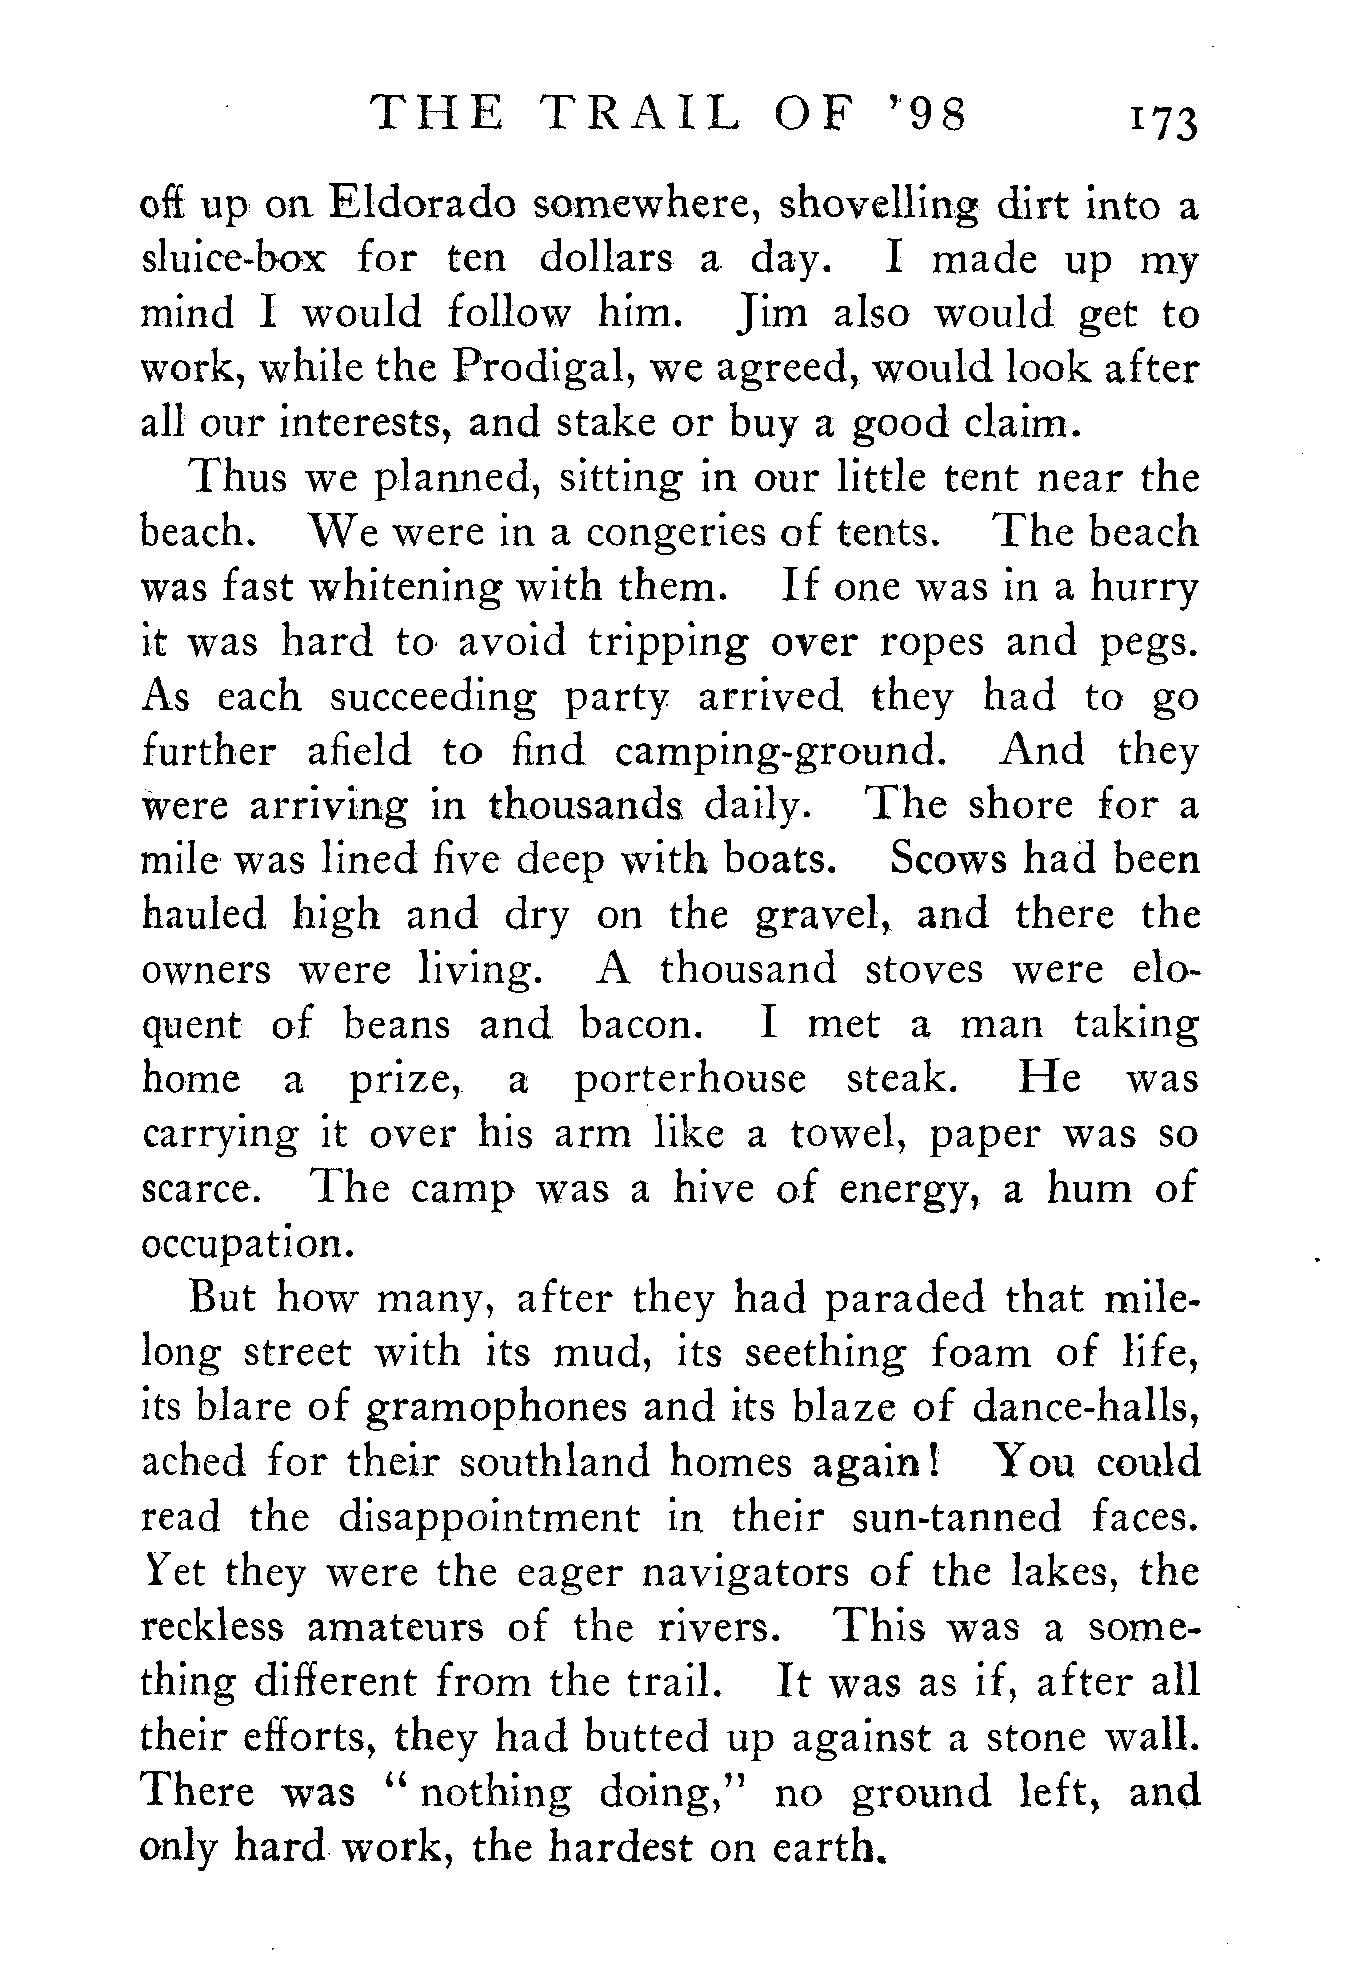 THE TRAIL OF '98 173
off up on Eldorado somewhere, shovelling dirt into a
sluice-box for ten dollars a day. I made up my
mind I would follow him. Jim also would get to
work, while the Prodigal, we agreed, would look after
all our interests, and stake or buy a good claim.
Thus we planned, sitting in our little tent near the
beach. We were in a congeries of tents. The beach
was fast whitening with them. If one was in a hurry
it was hard to avoid tripping over ropes and pegs.
As each succeeding party arrived they had to go
further afield to find camping-ground. And they
were arriving in thousands daily. The shore for a
mile was lined five deep with boats. Scows had been
hauled high and dry on the gravel, and there the
owners were living. A thousand stoves were elo-
quent of beans and bacon. I met a man taking
home a prize, a porterhouse steak. He was
carrying it over his arm like a towel, paper was so
scarce. The camp was a hive of energy, a hum of
occupation.
But how many, after they had paraded that mile-
long street with its mud, its seething foam of life,
its blare of gramophones and its blaze of dance-halls,
ached for their southland homes again! You could
read the disappointment in their sun-tanned faces.
Yet they were the eager navigators of the lakes, the
reckless amateurs of the rivers. This was a some-
thing different from the trail. It was as if, after all
their efforts, they had butted up against a stone wall.
There was " nothing doing," no ground left, and
only hard work, the hardest on earth.